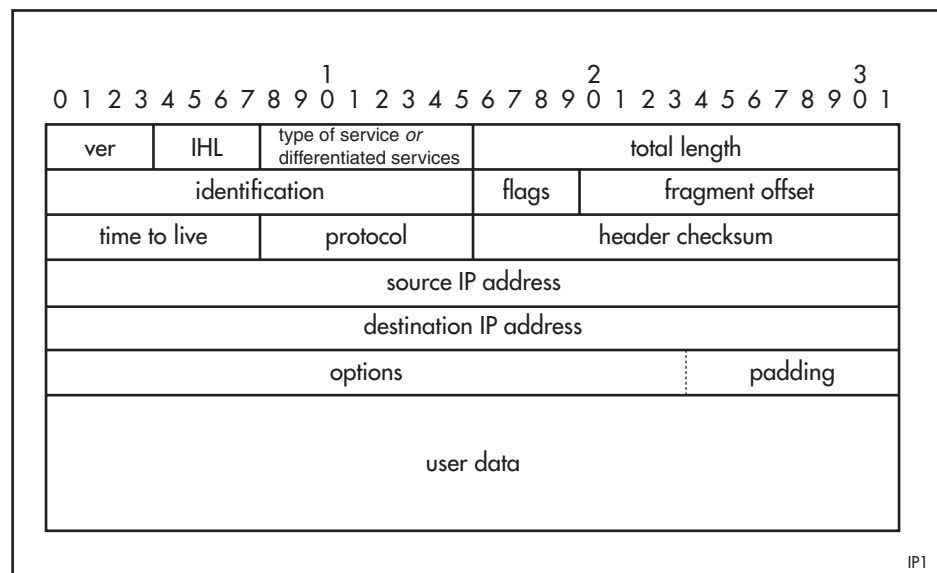 1 2 3
0 1 2 3 4 5 6 7 8 9 0 1 2 3 4 5 6 7 8 9 0 1 2 3 4 5 6 7 8 9 0 1
ver IHL type of service or differentiated services total length
identification flags fragment offset
time to live protocol header checksum
source IP address
destination IP address
options padding
user data
IP1